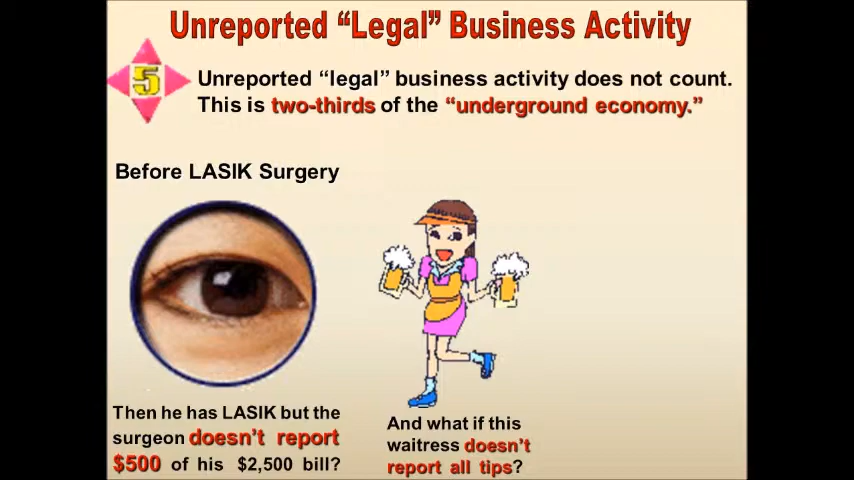 Unreported “Legal” Business Activity
5
Unreported “legal” business activity does not count.
This is two-thirds of the “underground economy.”
Before LASIK Surgery
Then he has LASIK but the
surgeon doesn’t report
$500 of his $2,500 bill?
And what if this
waitress doesn’t
report all tips?